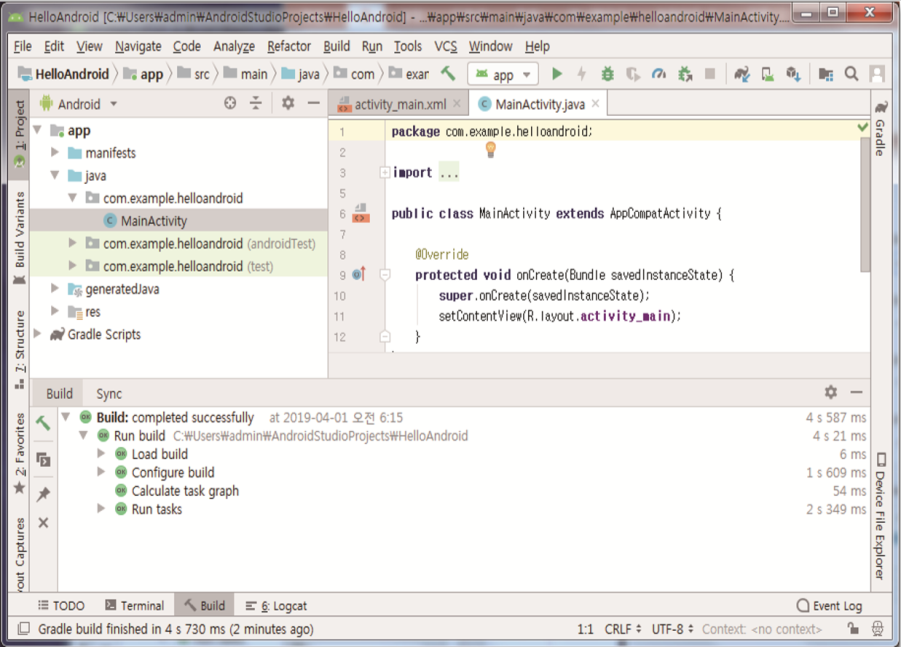 HelloAndroid [C:₩Users₩admin₩AndroidStudioProjects₩HelloAndroid] - ...₩app₩src₩main₩java₩com₩example₩helloandroid₩MainActivity....
File Edit View Navigate Code Analyze Refactor Build Run Tools VCS Window Help
HelloAndroid app src main java com exar app
1: Project
Build Variants
7: Structure
2: Favorites
out Captures
Android
app
manifests
java
com.example.helloandroid
MainActivity
com.example.helloandroid (androidTest)
com.example.helloandroid (test)
generatedJava
res
Gradle Scripts
activity_main.xml × MainActivity.java ×
1 package com.example.helloandroid;
2
3 import ...
5
6 public class MainActivity extends AppCompatActivity {
7
8 @Override
9 protected void onCreate(Bundle savedInstanceState) {
10 super.onCreate(savedInstanceState);
11 setContentView(R.layout.activity_main);
12 }
Gradle
Device File Explorer
Build Sync
Build: completed successfully at 2019-04-01 오전 6:15 4 s 587 ms
Run build C:₩Users₩admin₩AndroidStudioProjects₩HelloAndroid 4 s 21 ms
Load build 6 ms
Configure build 1 s 609 ms
Calculate task graph 54 ms
Run tasks 2 s 349 ms
TODO Terminal Build 6: Logcat Event Log
Gradle build finished in 4 s 730 ms (2 minutes ago) 1:1 CRLF UTF-8 Context: <no context>